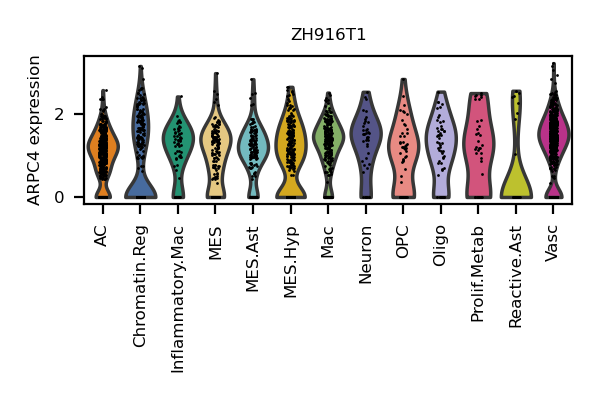 ZH916T1
ARPC4 expression
2
0
AC
Chromatin.Reg
Inflammatory.Mac
MES
MES.Ast
MES.Hyp
Mac
Neuron
OPC
Oligo
Prolif.Metab
Reactive.Ast
Vasc